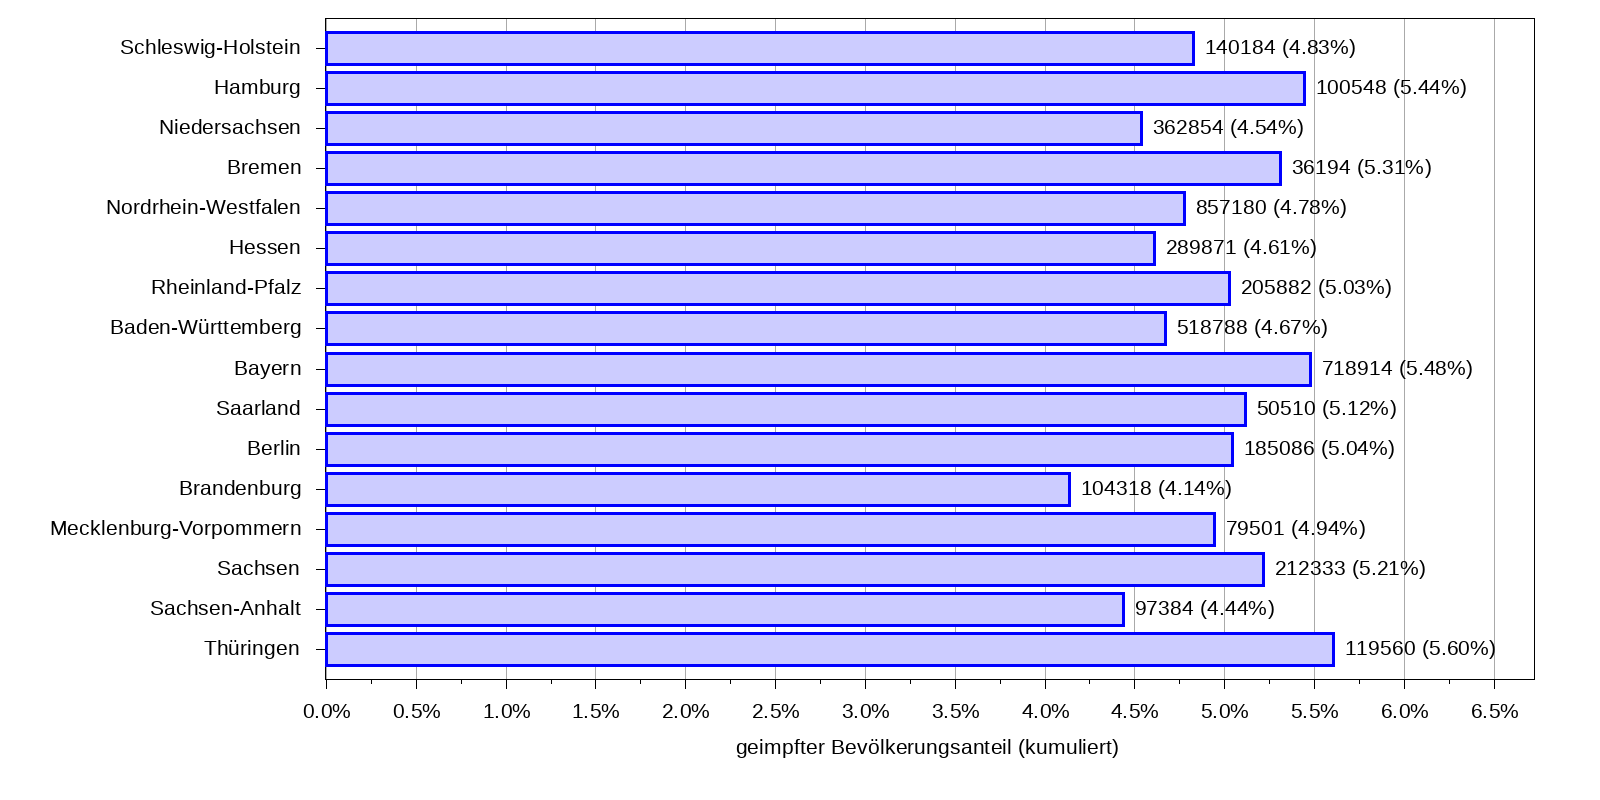 Schleswig-Holstein 140184 (4.83%)
Hamburg 100548 (5.44%)
Niedersachsen 362854 (4.54%)
Bremen 36194 (5.31%)
Nordrhein-Westfalen 857180 (4.78%)
Hessen 289871 (4.61%)
Rheinland-Pfalz 205882 (5.03%)
Baden-Württemberg 518788 (4.67%)
Bayern 718914 (5.48%)
Saarland 50510 (5.12%)
Berlin 185086 (5.04%)
Brandenburg 104318 (4.14%)
Mecklenburg-Vorpommern 79501 (4.94%)
Sachsen 212333 (5.21%)
Sachsen-Anhalt 97384 (4.44%)
Thüringen 119560 (5.60%)
0.0% 0.5% 1.0% 1.5% 2.0% 2.5% 3.0% 3.5% 4.0% 4.5% 5.0% 5.5% 6.0% 6.5%
geimpfter Bevölkerungsanteil (kumuliert)